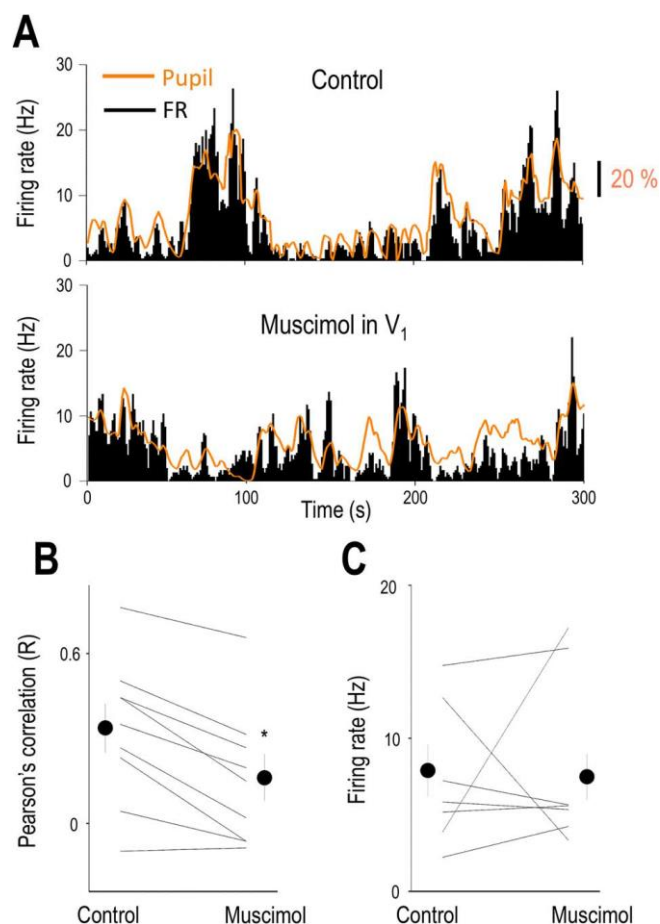 A
Pupil
FR
Control
Firing rate (Hz)
30
20
10
0
20 %
Muscimol in V1
Firing rate (Hz)
30
20
10
0
0 100 200 300
Time (s)
B
Pearson's correlation (R)
0.6
0
*
Control Muscimol
C
Firing rate (Hz)
20
10
0
Control Muscimol